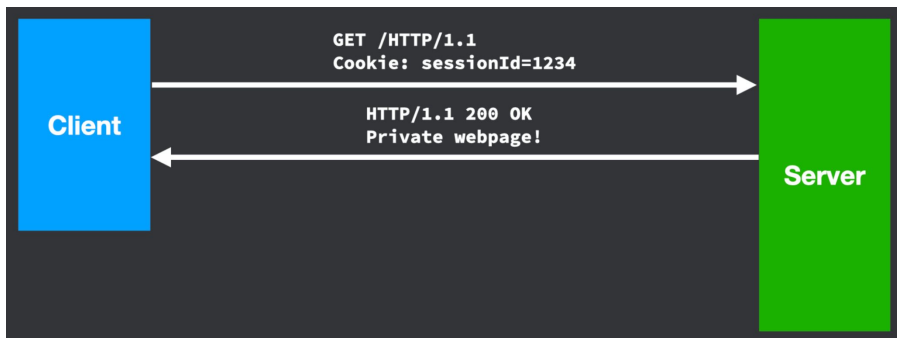 GET /HTTP/1.1
Cookie: sessionId=1234
HTTP/1.1 200 OK
Private webpage!
Client
Server